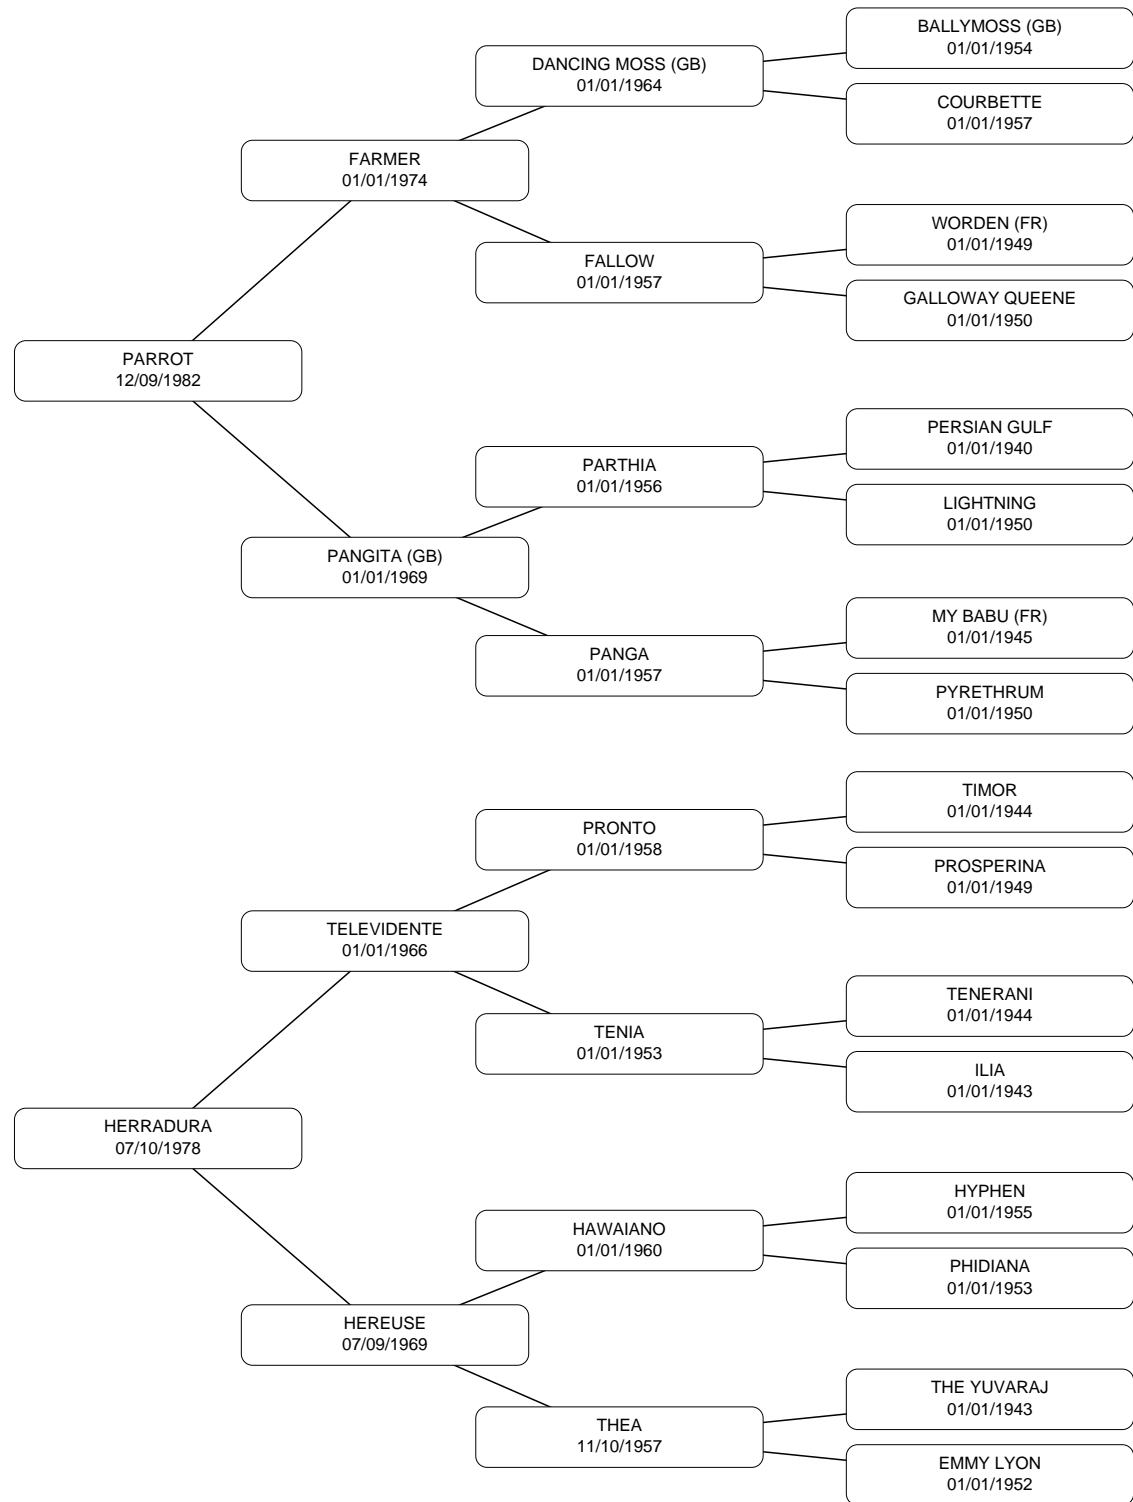 BALLYMOSS (GB)
01/01/1954
DANCING MOSS (GB)
01/01/1964
COURBETTE
01/01/1957
FARMER
01/01/1974
WORDEN (FR)
01/01/1949
FALLOW
01/01/1957
GALLOWAY QUEENE
01/01/1950
PARROT
12/09/1982
PERSIAN GULF
01/01/1940
PARTHIA
01/01/1956
LIGHTNING
01/01/1950
PANGITA (GB)
01/01/1969
MY BABU (FR)
01/01/1945
PANGA
01/01/1957
PYRETHRUM
01/01/1950
TIMOR
01/01/1944
PRONTO
01/01/1958
PROSPERINA
01/01/1949
TELEVIDENTE
01/01/1966
TENERANI
01/01/1944
TENIA
01/01/1953
ILIA
01/01/1943
HERRADURA
07/10/1978
HYPHEN
01/01/1955
HAWAIANO
01/01/1960
PHIDIANA
01/01/1953
HEREUSE
07/09/1969
THE YUVARAJ
01/01/1943
THEA
11/10/1957
EMMY LYON
01/01/1952